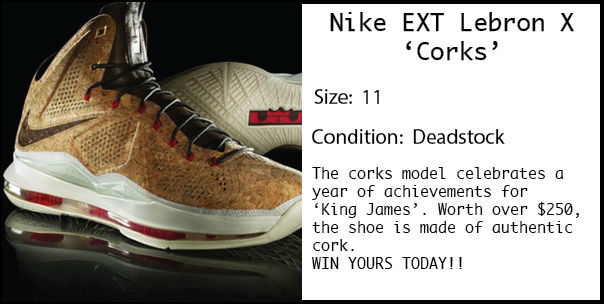 Nike EXT Lebron X
‘Corks’
Size: 11
Condition: Deadstock
The corks model celebrates a
year of achievements for
‘King James’. Worth over $250,
the shoe is made of authentic
cork.
WIN YOURS TODAY!!